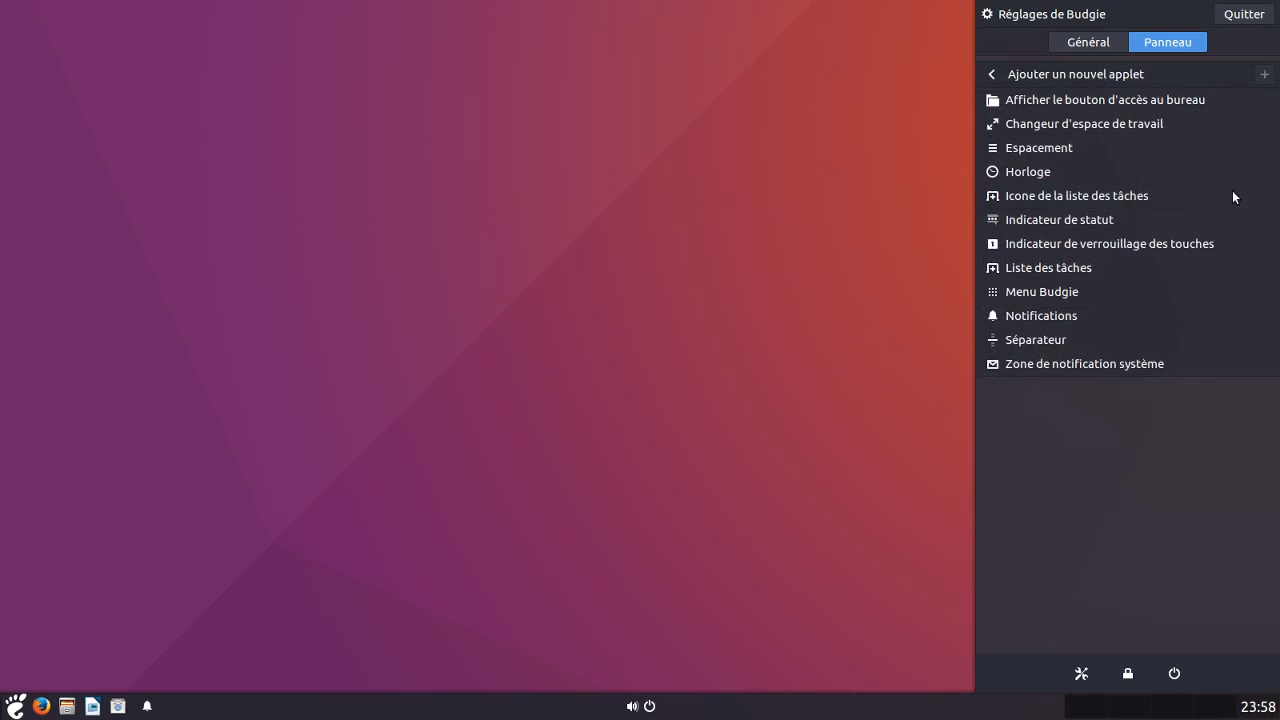 Réglages de Budgie
Quitter
Général
Panneau
Ajouter un nouvel applet
Afficher le bouton d'accès au bureau
Changeur d'espace de travail
Espacement
Horloge
Icone de la liste des tâches
Indicateur de statut
Indicateur de verrouillage des touches
Liste des tâches
Menu Budgie
Notifications
Séparateur
Zone de notification système
23:58